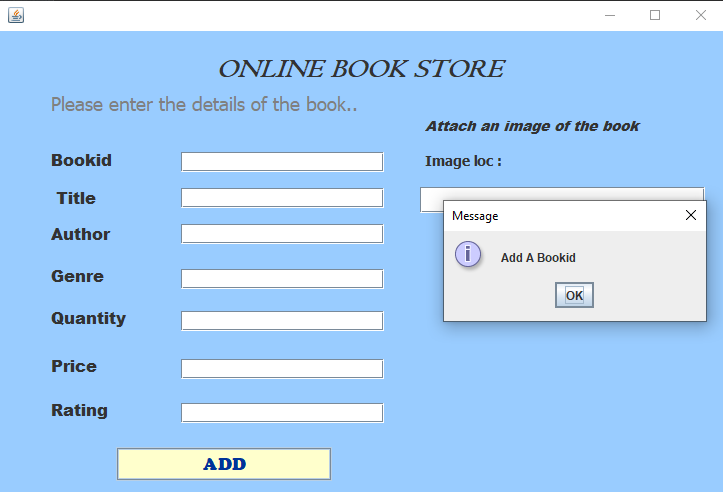 ONLINE BOOK STORE
Please enter the details of the book..
Attach an image of the book
Bookid
Image loc :
Title
Author
Genre
Quantity
Price
Rating
ADD
Message
Add A Bookid
OK